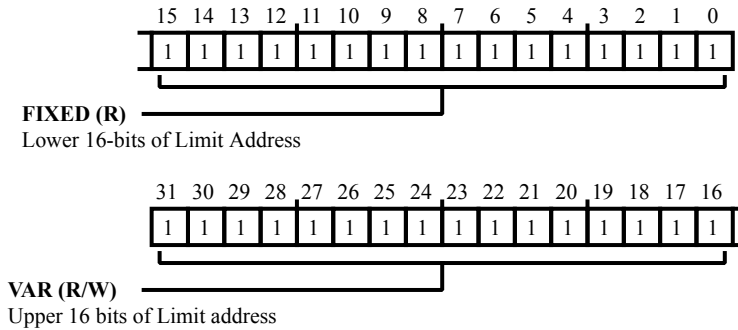 15 14 13 12 11 10 9 8 7 6 5 4 3 2 1 0
1 1 1 1 1 1 1 1 1 1 1 1 1 1 1 1
FIXED (R)
Lower 16-bits of Limit Address
31 30 29 28 27 26 25 24 23 22 21 20 19 18 17 16
1 1 1 1 1 1 1 1 1 1 1 1 1 1 1 1
VAR (R/W)
Upper 16 bits of Limit address